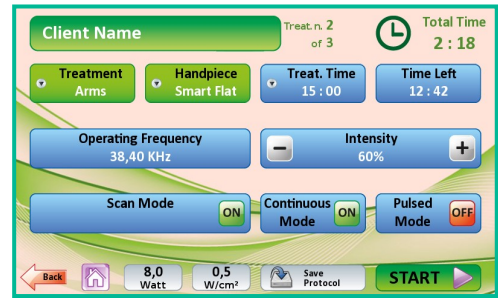 Client Name
Treat. n. 2
of 3
Total Time
2 : 18
Treatment
Arms
Handpiece
Smart Flat
Treat. Time
15 : 00
Time Left
12 : 42
Operating Frequency
38,40 KHz
Intensity
60%
Scan Mode
ON
Continuous
Mode
ON
Pulsed
Mode
OFF
Back
8,0
Watt
0,5
W/cm²
Save
Protocol
START